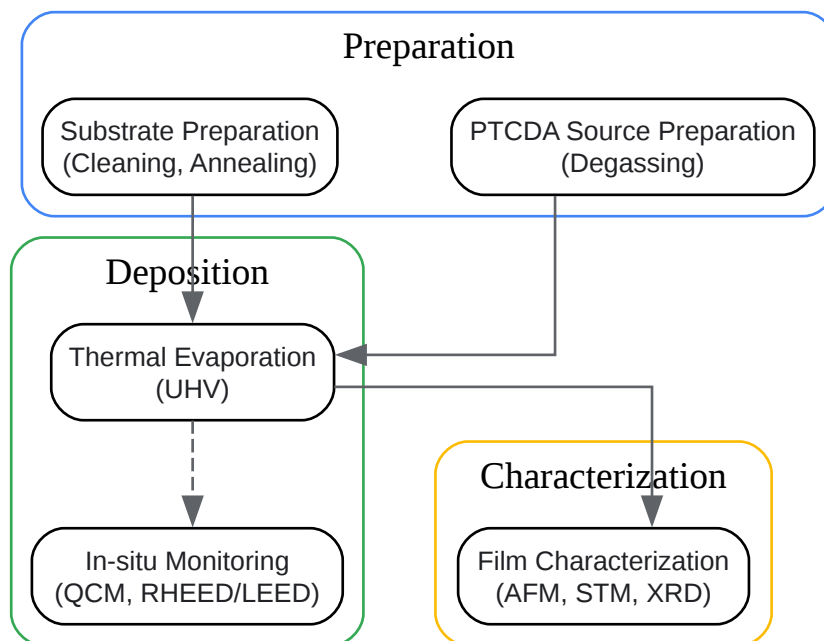 Preparation
Substrate Preparation
(Cleaning, Annealing)
PTCDA Source Preparation
(Degassing)
Deposition
Thermal Evaporation
(UHV)
In-situ Monitoring
(QCM, RHEED/LEED)
Characterization
Film Characterization
(AFM, STM, XRD)